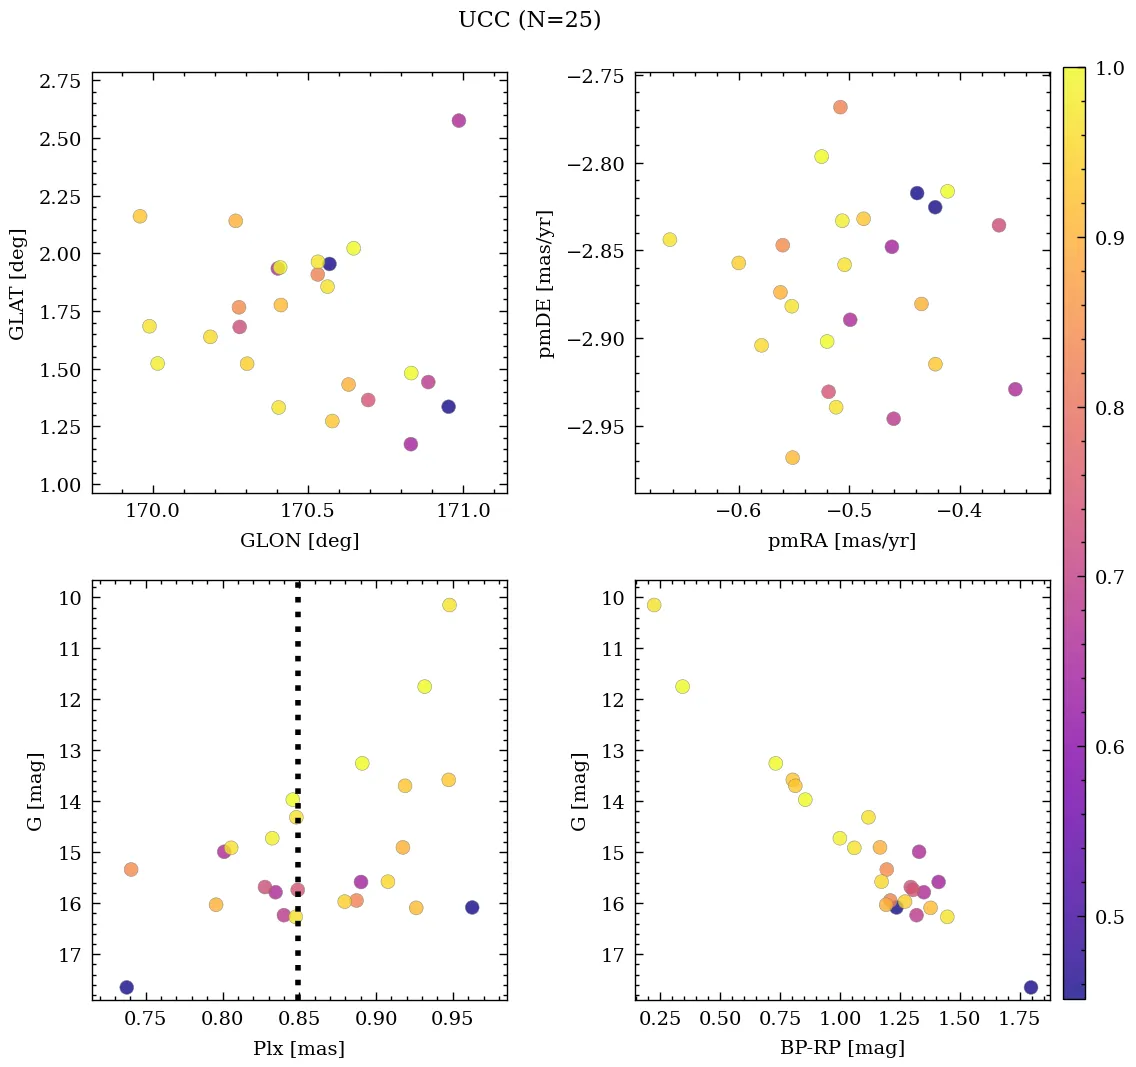 UCC (N=25)
2.75
2.50
2.25
2.00
1.75
1.50
1.25
1.00
GLAT [deg]
170.0 170.5 171.0
GLON [deg]
−2.75
−2.80
−2.85
−2.90
−2.95
pmDE [mas/yr]
−0.6 −0.5 −0.4
pmRA [mas/yr]
10
11
12
13
14
15
16
17
G [mag]
0.75 0.80 0.85 0.90 0.95
Plx [mas]
10
11
12
13
14
15
16
17
G [mag]
0.25 0.50 0.75 1.00 1.25 1.50 1.75
BP-RP [mag]
1.0
0.9
0.8
0.7
0.6
0.5